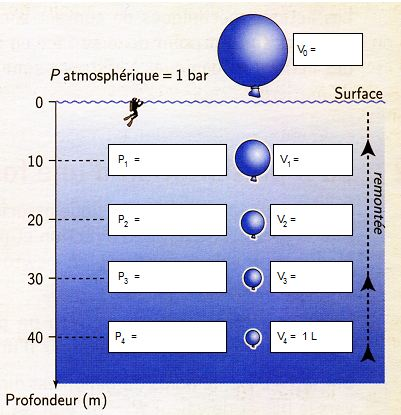 V₀ =
P atmosphérique = 1 bar
Surface
0
10
P₁ =
V₁ =
remontée
20
P₂ =
V₂ =
30
P₃ =
V₃ =
40
P₄ =
V₄ = 1 L
Profondeur (m)